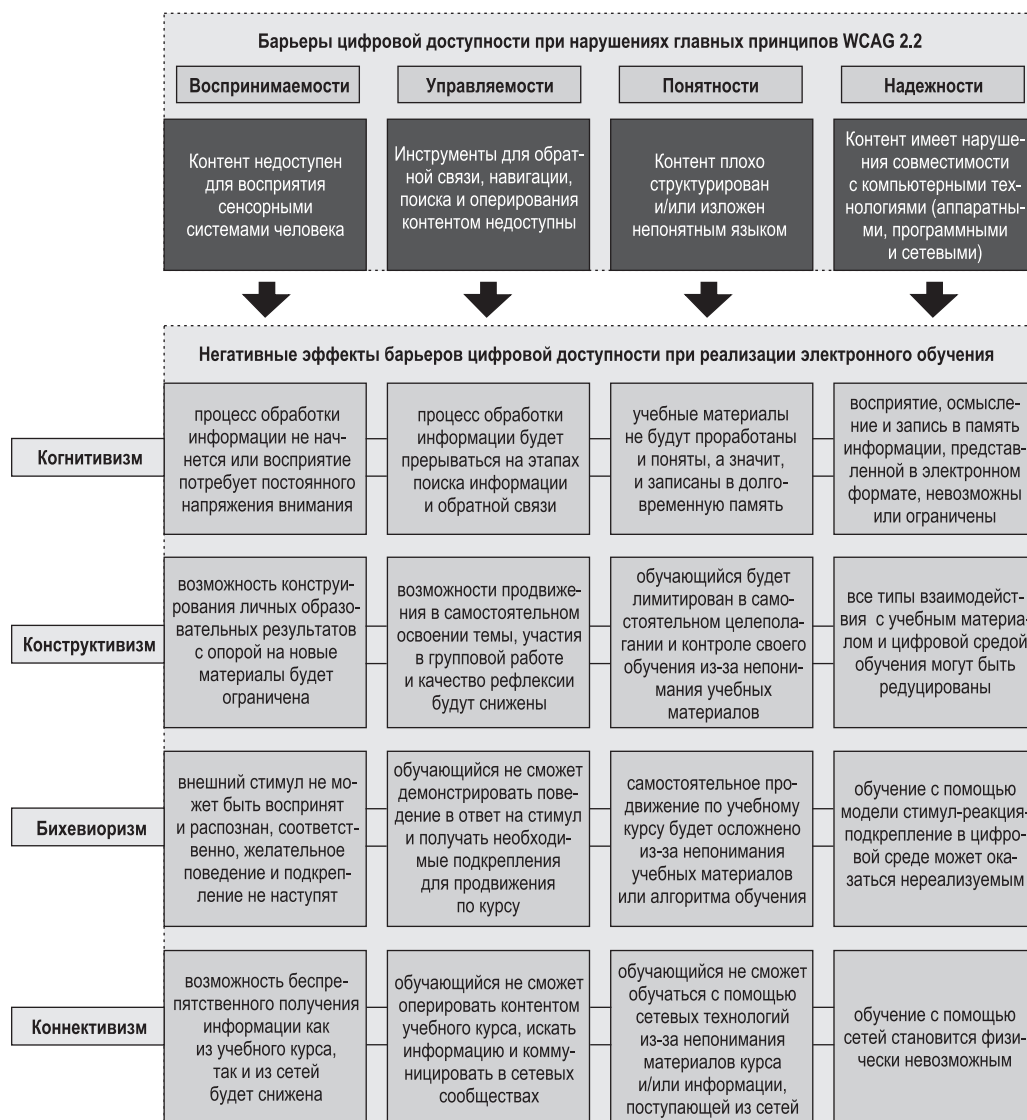 Барьеры цифровой доступности при нарушениях главных принципов WCAG 2.2
Воспринимаемости
Управляемости
Понятности
Надежности
Контент недоступен
для восприятия
сенсорными
системами человека
Инструменты для обрат-
ной связи, навигации,
поиска и оперирования
контентом недоступны
Контент плохо
структурирован
и/или изложен
непонятным языком
Контент имеет наруше-
ния совместимости
с компьютерными тех-
нологиями (аппаратны-
ми, программными
и сетевыми)
Негативные эффекты барьеров цифровой доступности при реализации электронного обучения
Когнитивизм
процесс обработки
информации не нач-
нется или восприятие
потребует постоянного
напряжения внимания
процесс обработки
информации будет
прерываться на этапах
поиска информации
и обратной связи
учебные материалы
не будут проработаны
и поняты, а значит,
и записаны в долго-
временную память
восприятие, осмысле-
ние и запись в память
информации, представ-
ленной в электронном
формате, невозможны
или ограничены
Конструктивизм
возможность конструи-
рования личных образо-
вательных результатов
с опорой на новые
материалы будет
ограничена
возможности продвиже-
ния в самостоятельном
освоении темы, участия
в групповой работе
и качество рефлексии
будут снижены
обучающийся будет
лимитирован в само-
стоятельном целепола-
гании и контроле своего
обучения из-за непони-
мания учебных
материалов
все типы взаимодейст-
вия с учебным материа-
лом и цифровой средой
обучения могут быть
редуцированы
Бихевиоризм
внешний стимул не мо-
жет быть воспринят
и распознан, соответст-
венно, желательное
поведение и подкреп-
ление не наступят
обучающийся не сможет
демонстрировать пове-
дение в ответ на стимул
и получать необходи-
мые подкрепления
для продвижения
по курсу
самостоятельное про-
движение по учебному
курсу будет осложнено
из-за непонимания
учебных материалов
или алгоритма обучения
обучение с помощью
модели стимул-реакция-
подкрепление в цифро-
вой среде может ока-
заться нереализуемым
Коннективизм
возможность беспре-
пятственного получения
информации как
из учебного курса,
так и из сетей
будет снижена
обучающийся не сможет
оперировать контентом
учебного курса, искать
информацию и комму-
ницировать в сетевых
сообществах
обучающийся не сможет
обучаться с помощью
сетевых технологий
из-за непонимания
материалов курса
и/или информации,
поступающей из сетей
обучение с помощью
сетей становится физи-
чески невозможным